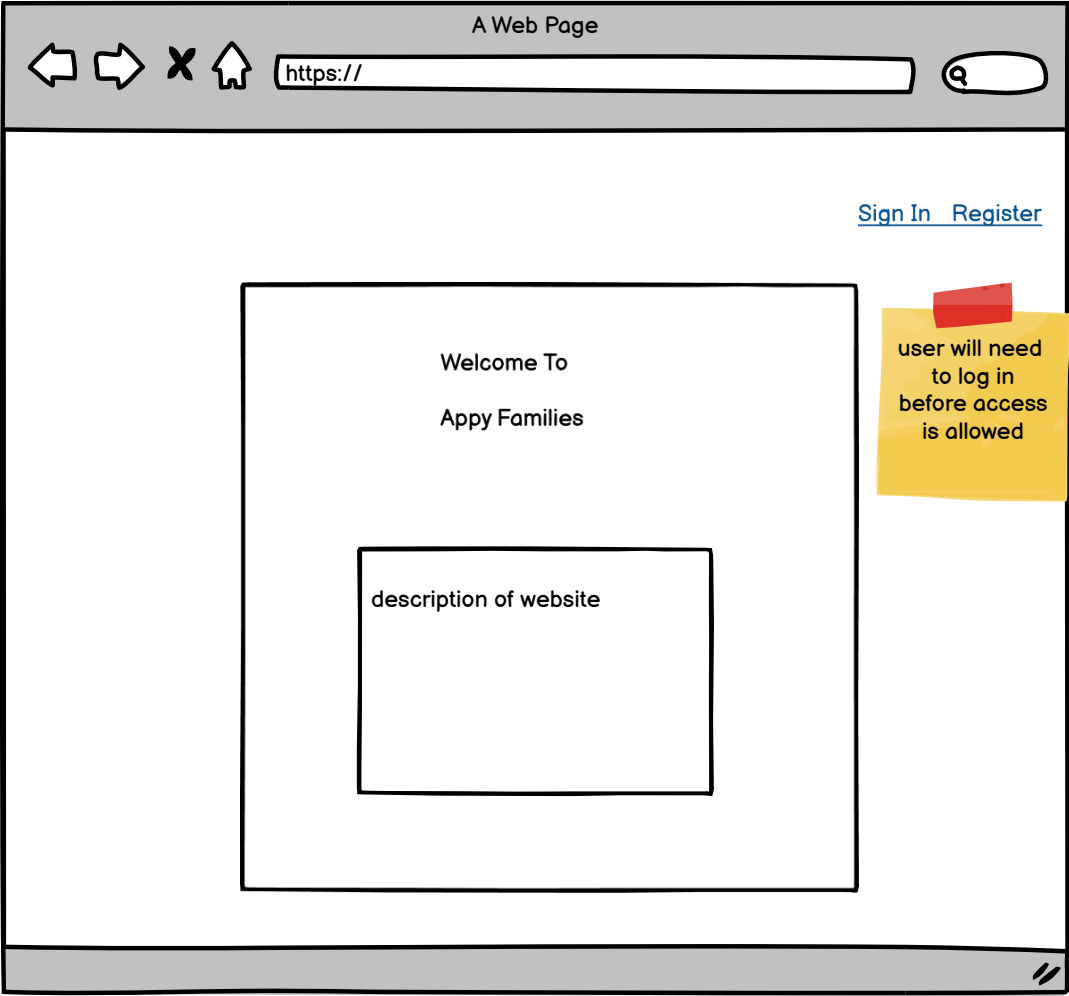 A Web Page
https://
Sign In Register
Welcome To
Appy Families
user will need
to log in
before access
is allowed
description of website